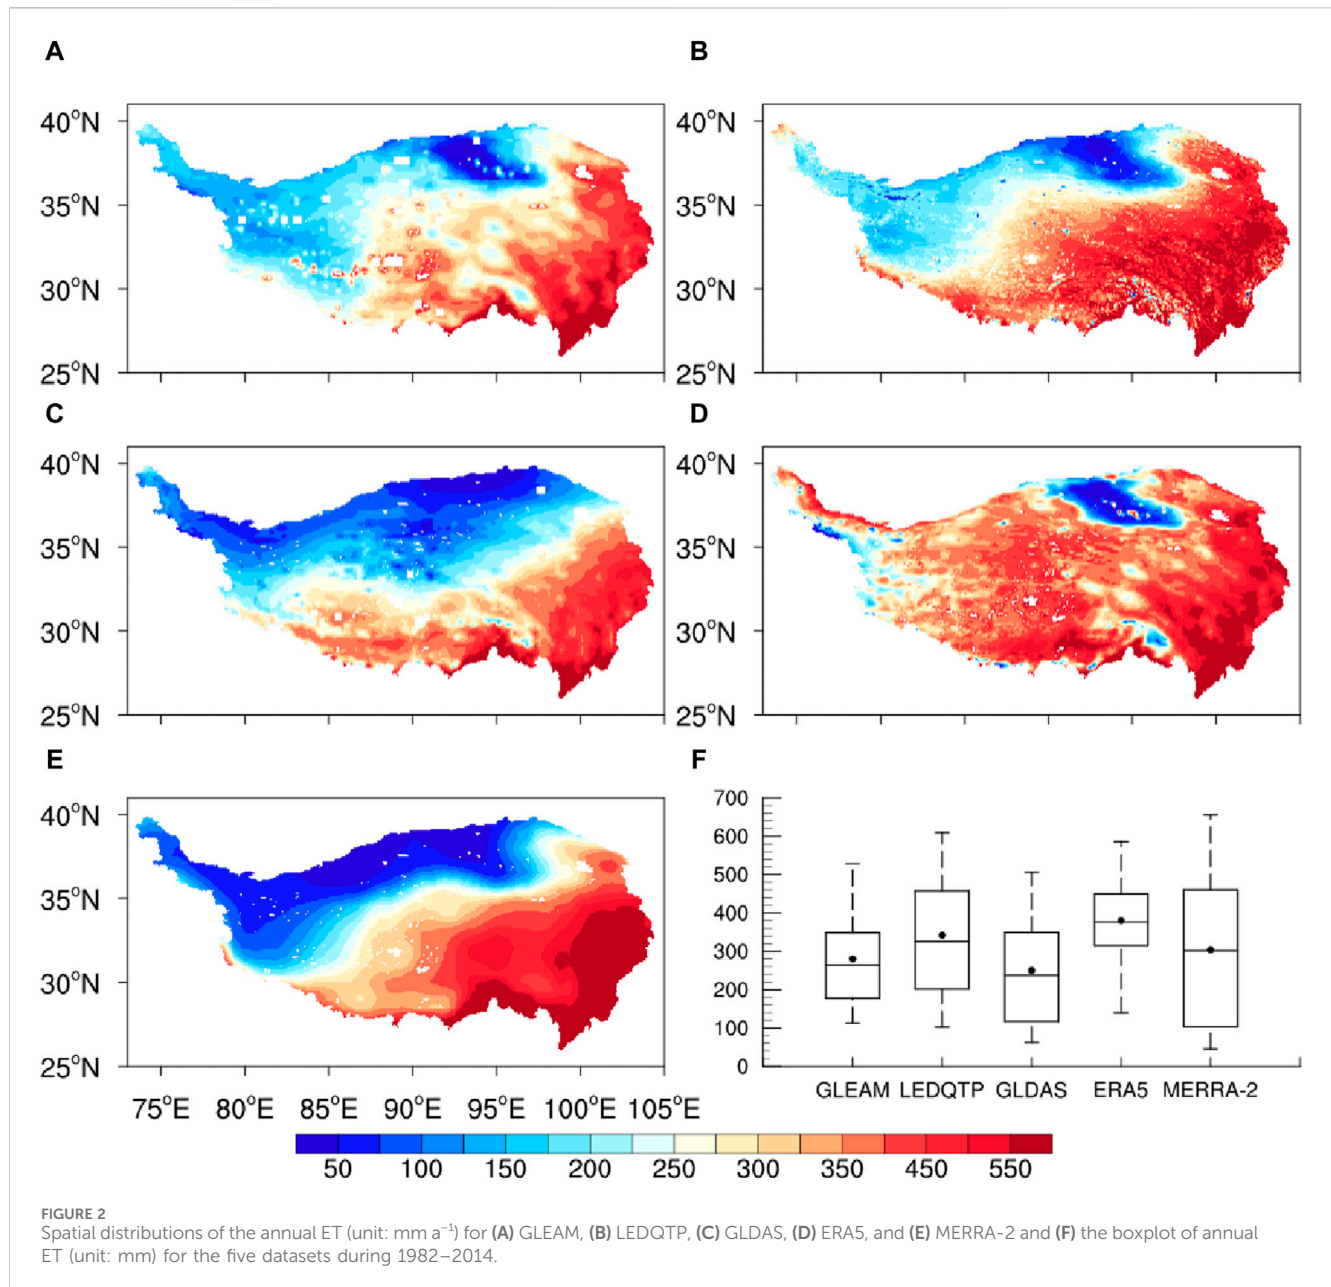 A
B
40°N
35°N
30°N
25°N
40°N
35°N
30°N
25°N
C
D
40°N
35°N
30°N
25°N
40°N
35°N
30°N
25°N
E
F
40°N
35°N
30°N
25°N
75°E 80°E 85°E 90°E 95°E 100°E 105°E
700
600
500
400
300
200
100
0
GLEAM LEDQTP GLDAS ERA5 MERRA-2
50 100 150 200 250 300 350 450 550
FIGURE 2
Spatial distributions of the annual ET (unit: mm a⁻¹) for (A) GLEAM, (B) LEDQTP, (C) GLDAS, (D) ERA5, and (E) MERRA-2 and (F) the boxplot of annual
ET (unit: mm) for the five datasets during 1982–2014.